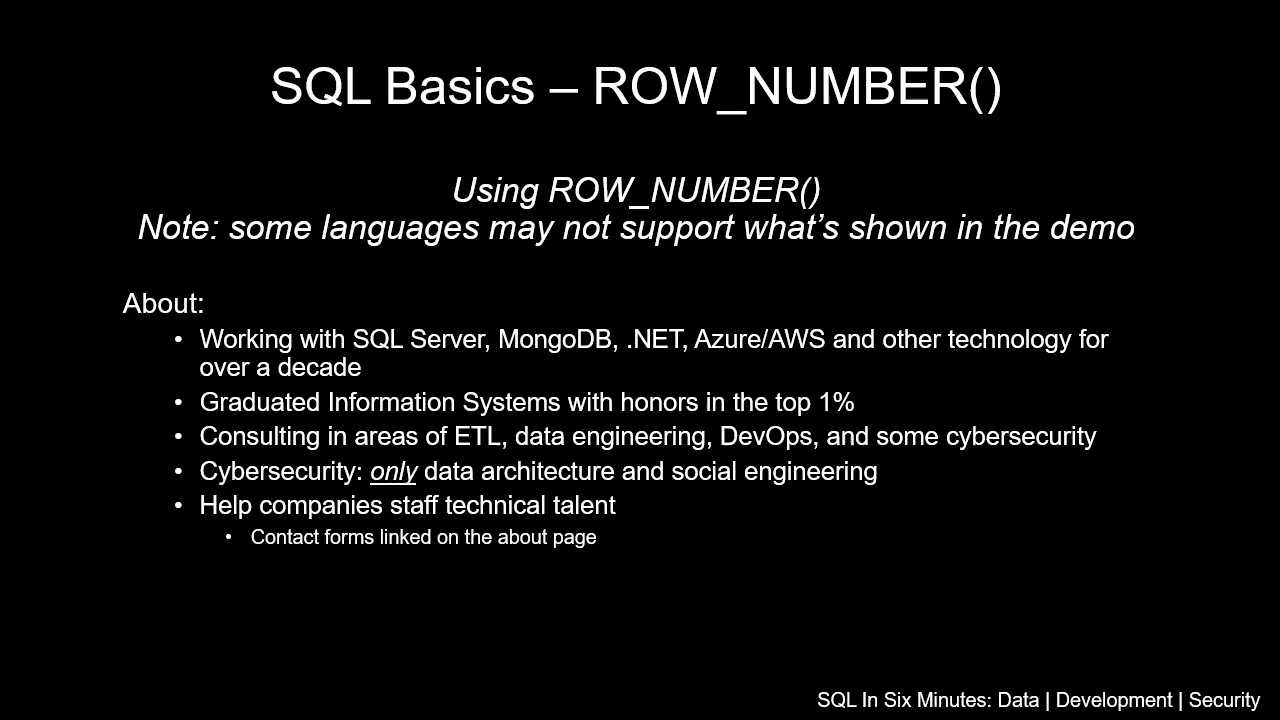 SQL Basics – ROW_NUMBER()
Using ROW_NUMBER()
Note: some languages may not support what’s shown in the demo
About:
• Working with SQL Server, MongoDB, .NET, Azure/AWS and other technology for
over a decade
• Graduated Information Systems with honors in the top 1%
• Consulting in areas of ETL, data engineering, DevOps, and some cybersecurity
• Cybersecurity: only data architecture and social engineering
• Help companies staff technical talent
• Contact forms linked on the about page
SQL In Six Minutes: Data | Development | Security